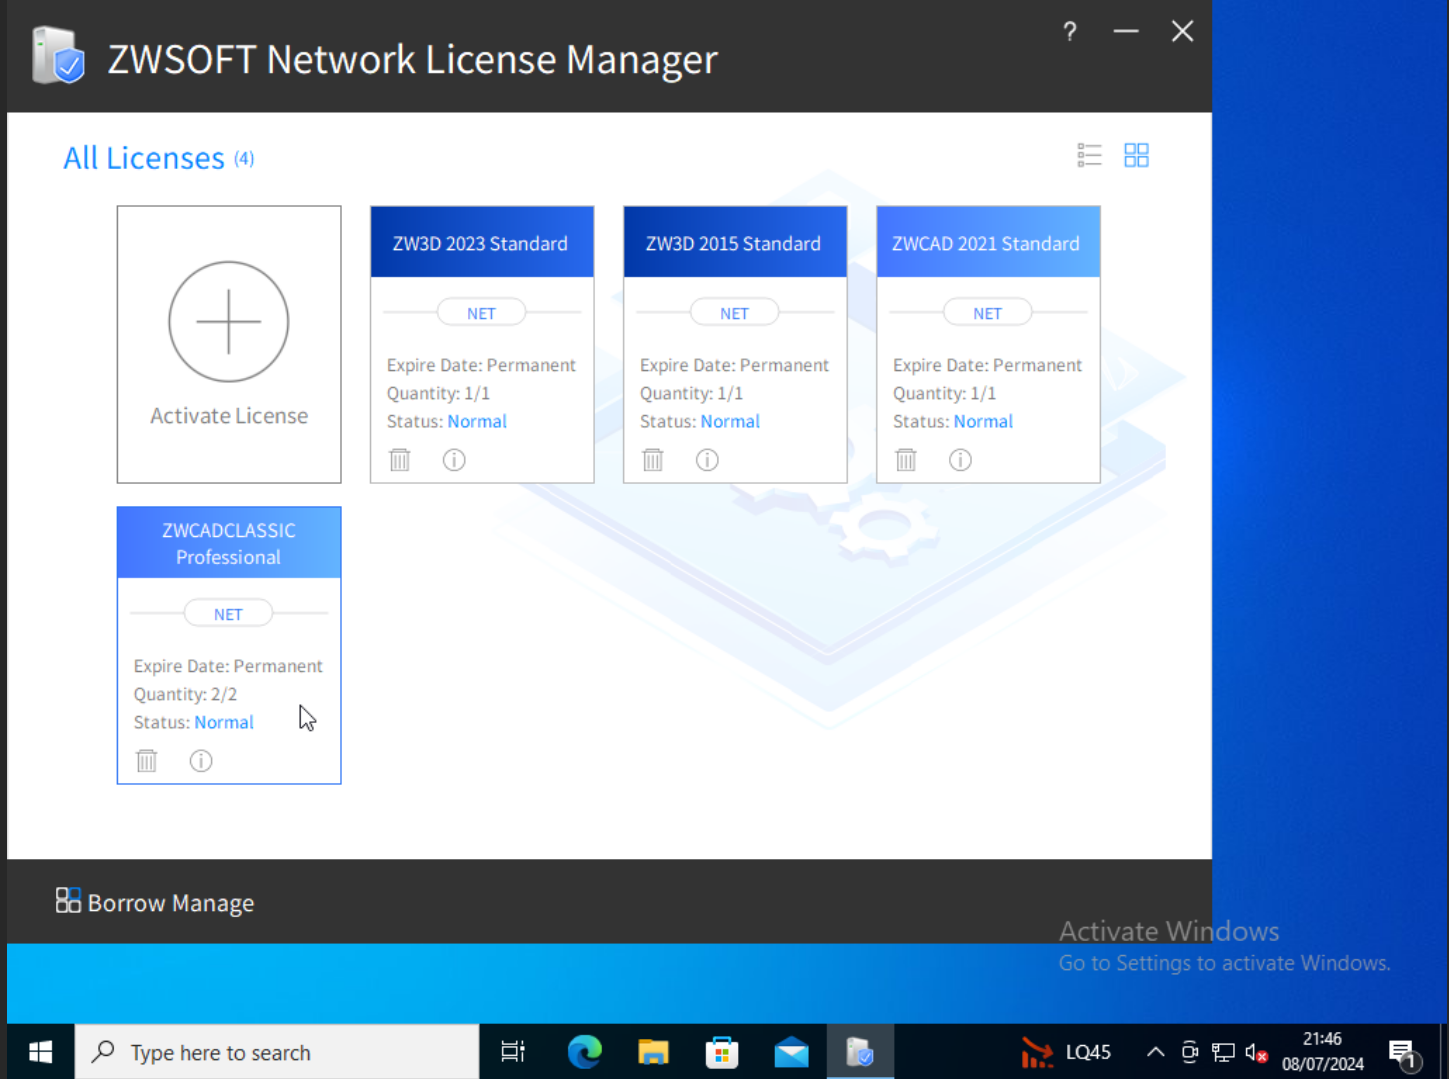 ZWSOFT Network License Manager
?
All Licenses (4)
Activate License
ZW3D 2023 Standard
NET
Expire Date: Permanent
Quantity: 1/1
Status: Normal
ZW3D 2015 Standard
NET
Expire Date: Permanent
Quantity: 1/1
Status: Normal
ZWCAD 2021 Standard
NET
Expire Date: Permanent
Quantity: 1/1
Status: Normal
ZWCADCLASSIC
Professional
NET
Expire Date: Permanent
Quantity: 2/2
Status: Normal
Borrow Manage
Activate Windows
Go to Settings to activate Windows.
Type here to search
LQ45
21:46
08/07/2024
1